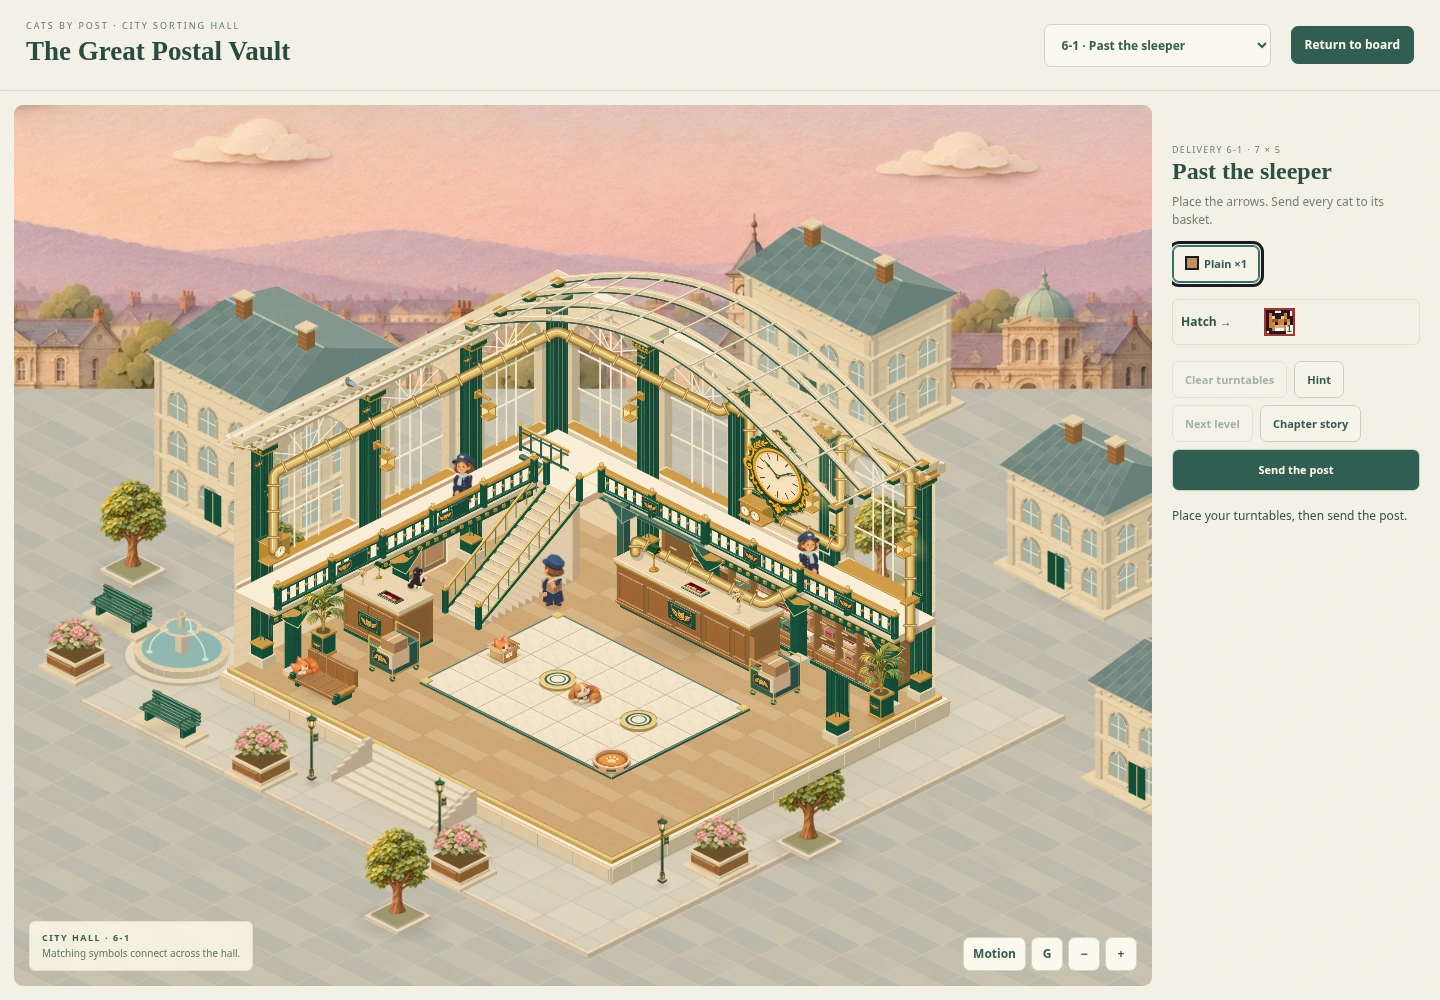 CATS BY POST · CITY SORTING HALL
The Great Postal Vault
6-1 · Past the sleeper
Return to board
DELIVERY 6-1 · 7 × 5
Past the sleeper
Place the arrows. Send every cat to its
basket.
Plain ×1
Hatch →
1
Clear turntables
Hint
Next level
Chapter story
Send the post
Place your turntables, then send the post.
CITY HALL · 6-1
Matching symbols connect across the hall.
Motion
G
−
+